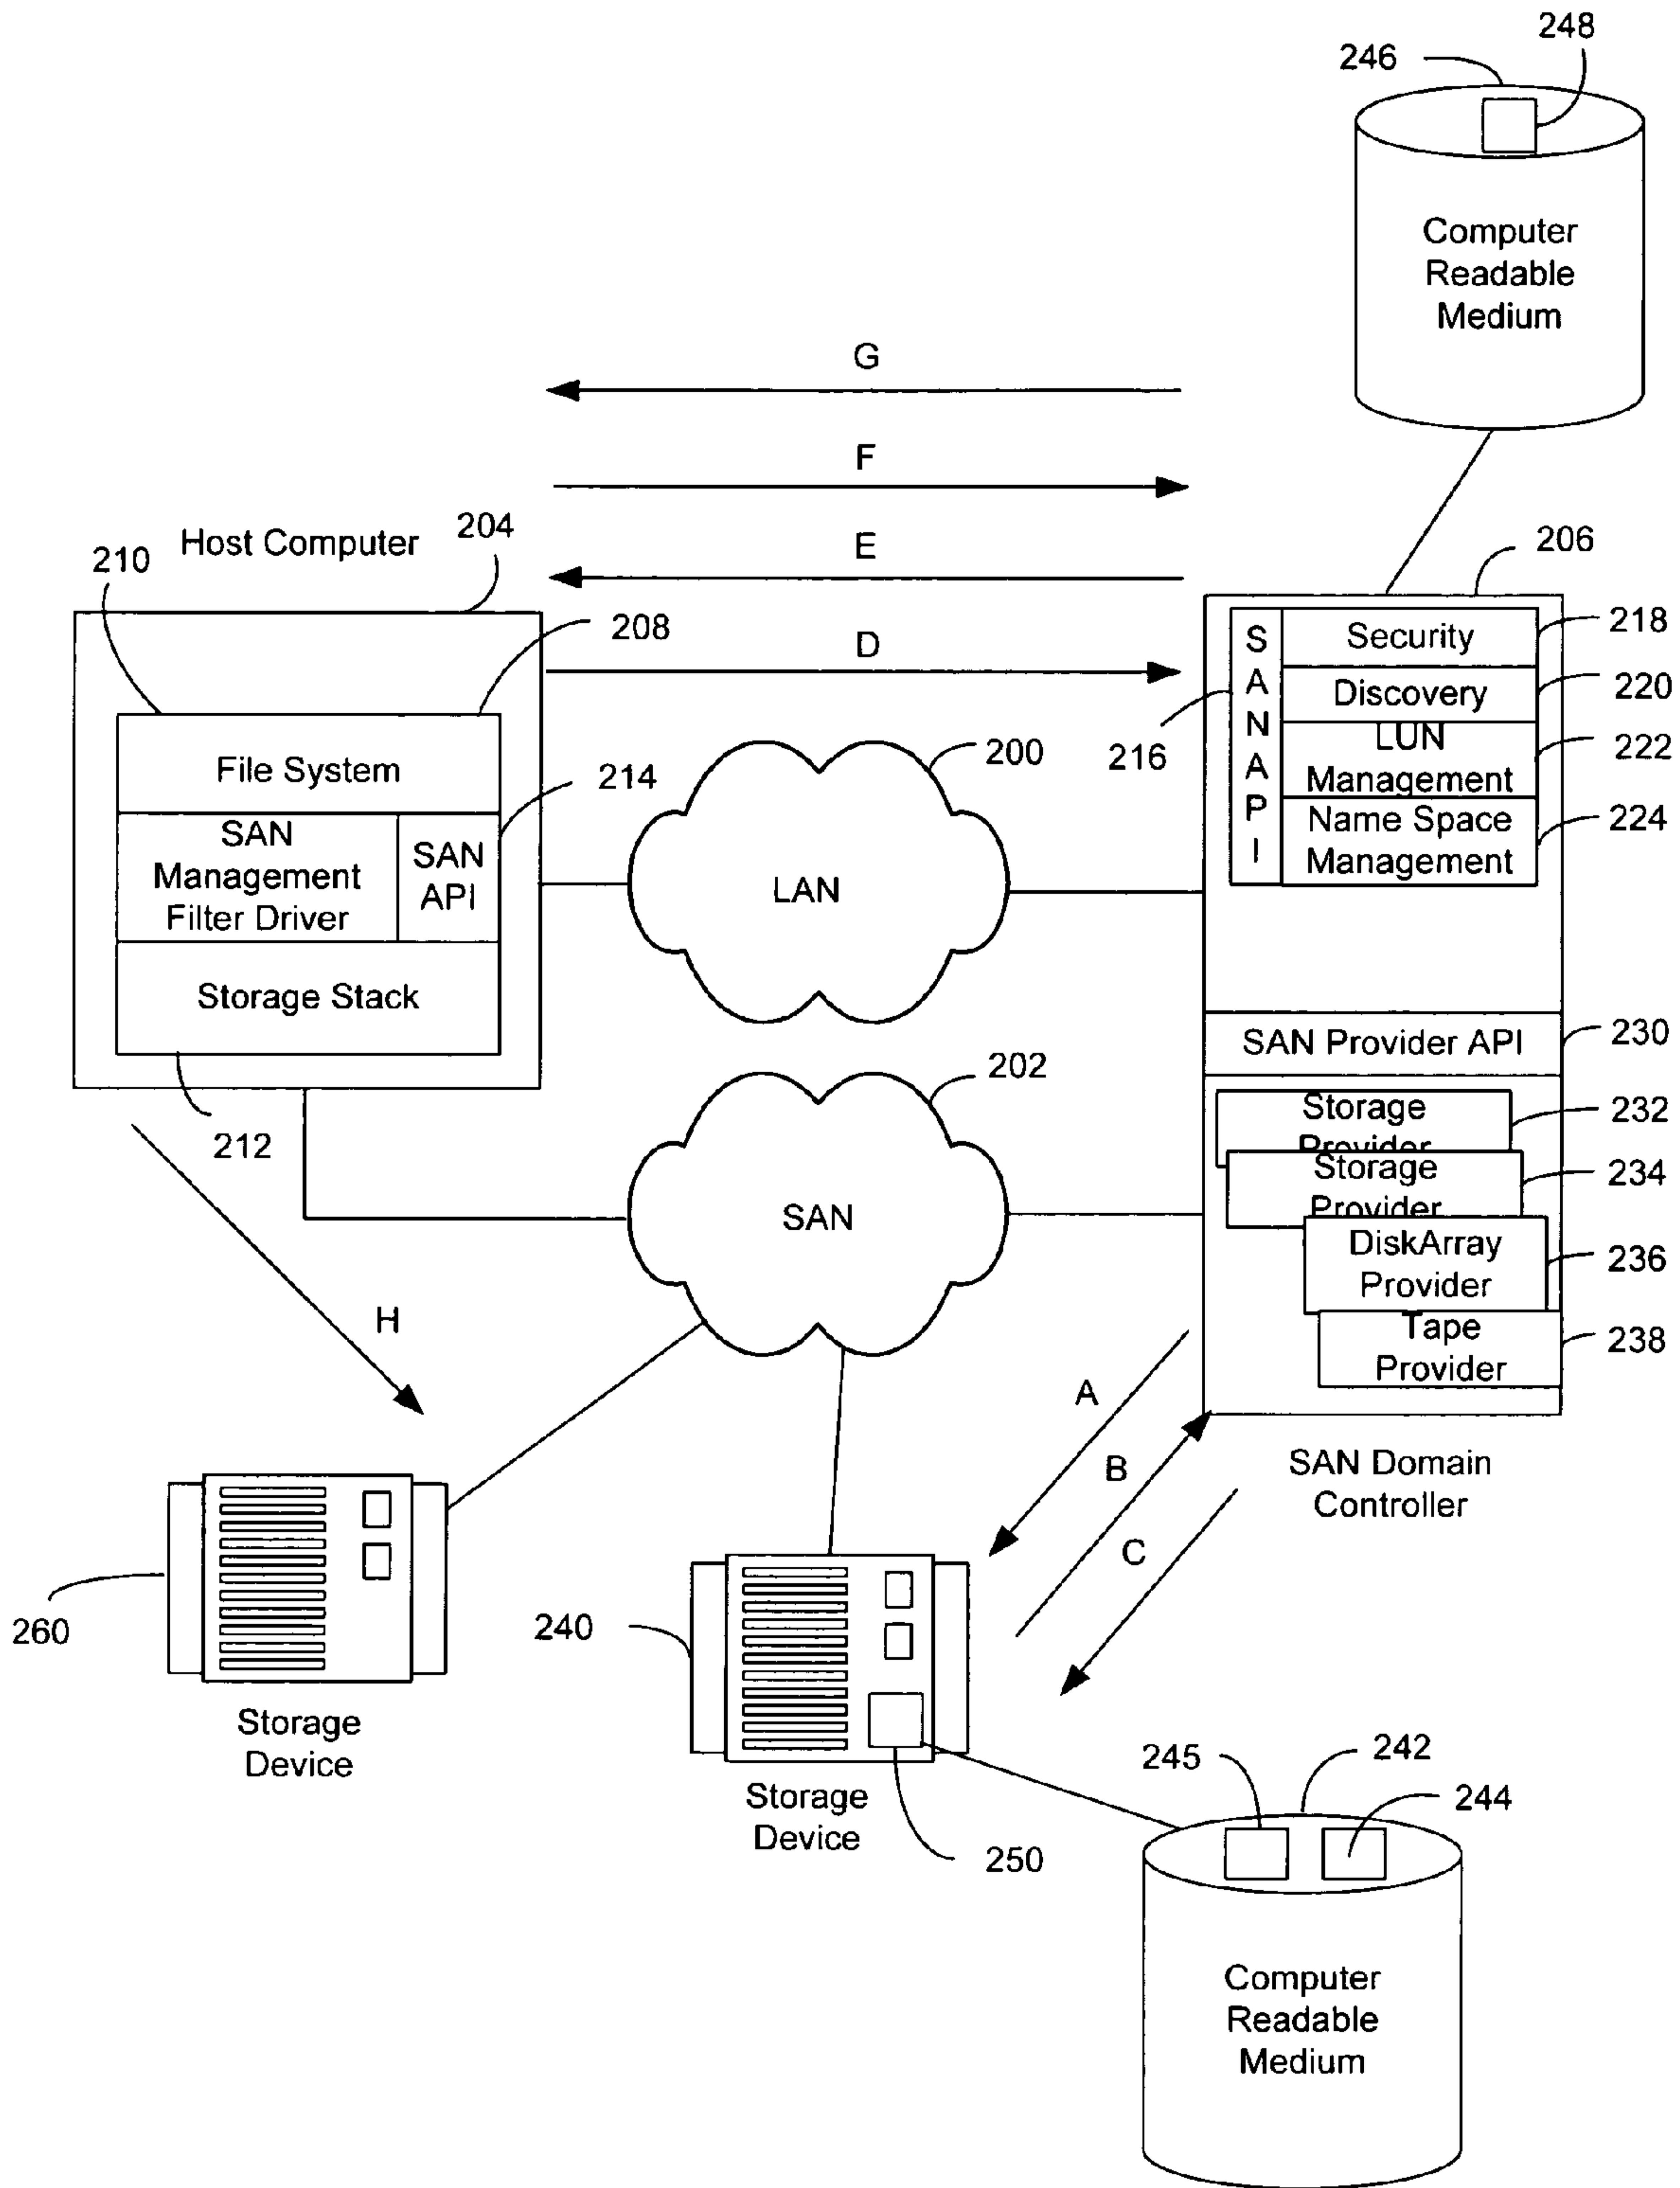 248
246
Computer
Readable
Medium
G
F
E
D
Host Computer
204
210
208
206
File System
214
SAN
Management
Filter Driver
SAN
API
Storage Stack
212
200
LAN
202
SAN
216
S
A
N
A
P
I
Security
218
Discovery
220
LUN
Management
222
Name Space
Management
224
SAN Provider API
230
Storage
Provider
232
Storage
Provider
234
DiskArray
Provider
236
Tape
Provider
238
SAN Domain
Controller
H
A
B
C
260
Storage
Device
240
Storage
Device
250
245
242
244
Computer
Readable
Medium